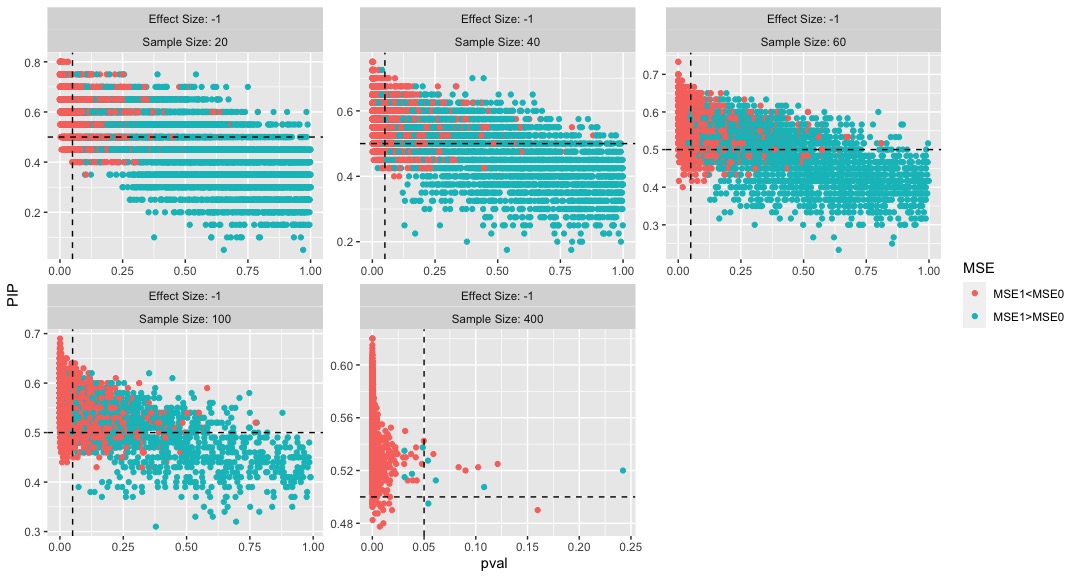 Effect Size: -1
Sample Size: 20
0.8
0.6
0.4
0.2
0.00 0.25 0.50 0.75 1.00
Effect Size: -1
Sample Size: 40
0.6
0.4
0.2
0.00 0.25 0.50 0.75 1.00
Effect Size: -1
Sample Size: 60
0.7
0.6
0.5
0.4
0.3
0.00 0.25 0.50 0.75 1.00
Effect Size: -1
Sample Size: 100
0.7
0.6
0.5
0.4
0.3
0.00 0.25 0.50 0.75 1.00
Effect Size: -1
Sample Size: 400
0.60
0.56
0.52
0.48
0.00 0.05 0.10 0.15 0.20 0.25
PIP
pval
MSE
MSE1<MSE0
MSE1>MSE0